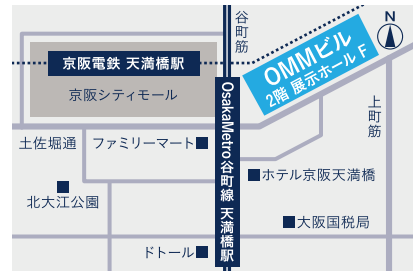 谷町筋
N
京阪電鉄 天満橋駅
OMMビル
2階 展示ホール F
京阪シティモール
上町筋
OsakaMetro谷町線 天満橋駅
土佐堀通
ファミリーマート
ホテル京阪天満橋
北大江公園
大阪国税局
ドトール